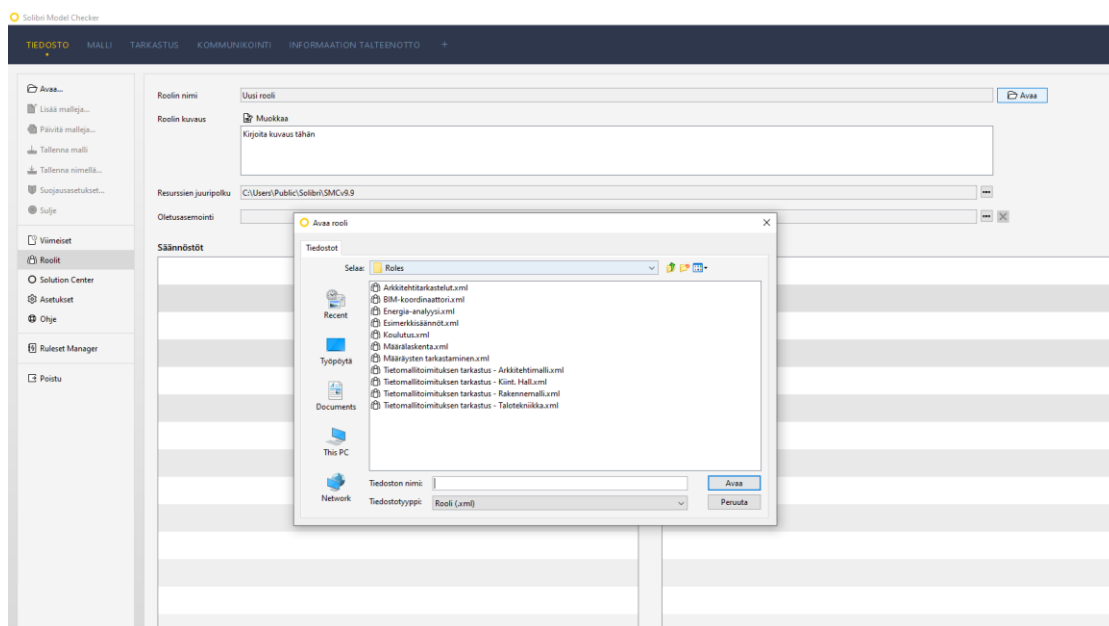 Solibri Model Checker
TIEDOSTO MALLI TARKASTUS KOMMUNIKOINTI INFORMAATION TALTEENOTTO +
Avaa...
Lisää malleja...
Päivitä malleja...
Tallenna malli
Tallenna nimellä...
Suojausasetukset...
Sulje
Viimeiset
Roolit
Solution Center
Asetukset
Ohje
Ruleset Manager
Poistu
Roolin nimi Uusi rooli Avaa
Roolin kuvaus Muokkaa
Kirjoita kuvaus tähän
Resurssien juuripolku C:\Users\Public\Solibri\SMCv9.9 ...
Oletusasemointi ...
Säännöstöt
Avaa rooli
Tiedostot
Selaa: Roles
Recent
Työpöytä
Documents
This PC
Network
Arkkitehtitarkastelut.xml
BIM-koordinaattori.xml
Energia-analyysi.xml
Esimerkkisäännöt.xml
Koulutus.xml
Määrälaskenta.xml
Määräysten tarkastaminen.xml
Tietomallitoimituksen tarkastus - Arkkitehtimalli.xml
Tietomallitoimituksen tarkastus - Kiint. Hall.xml
Tietomallitoimituksen tarkastus - Rakennemalli.xml
Tietomallitoimituksen tarkastus - Talotekniikka.xml
Tiedoston nimi: Avaa
Tiedostotyyppi: Rooli (.xml) Peruuta